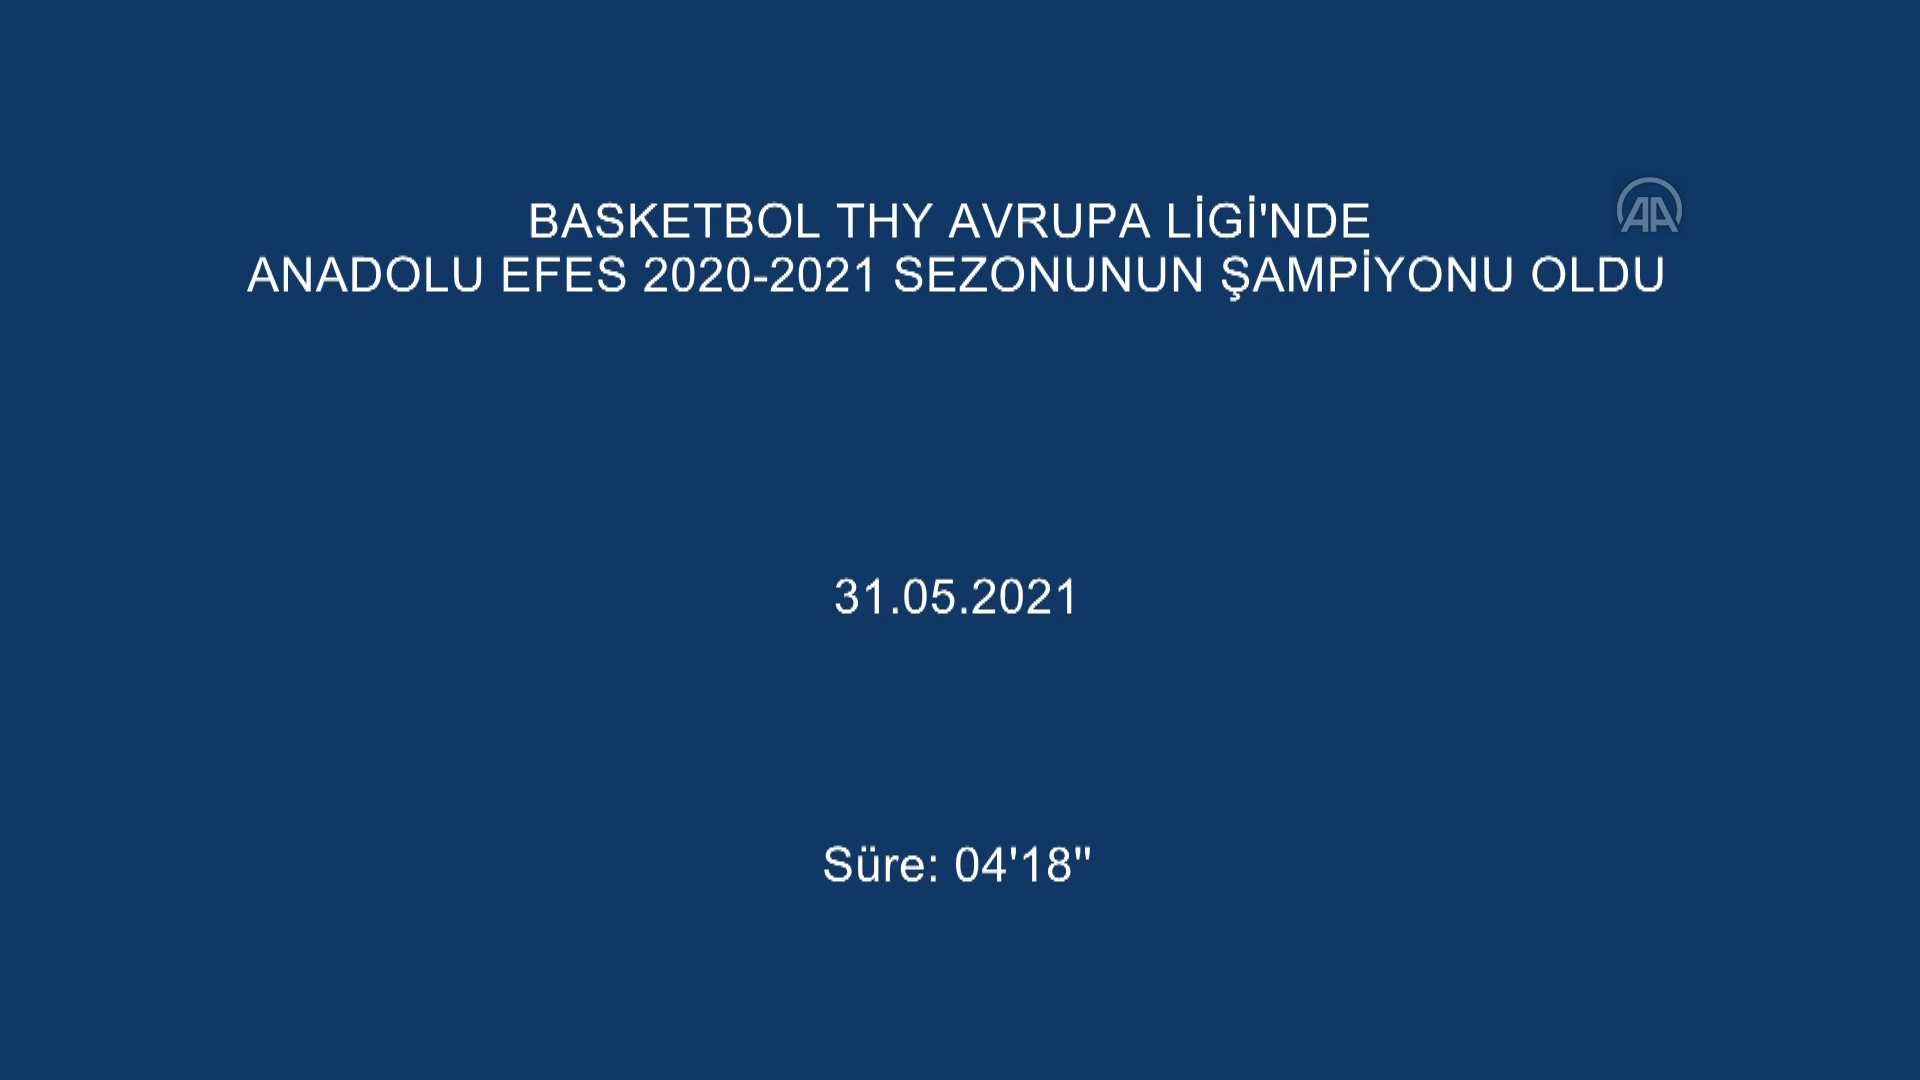 BASKETBOL THY AVRUPA LİGİ'NDE
AA
ANADOLU EFES 2020-2021 SEZONUNUN ŞAMPİYONU OLDU
31.05.2021
Süre: 04'18"